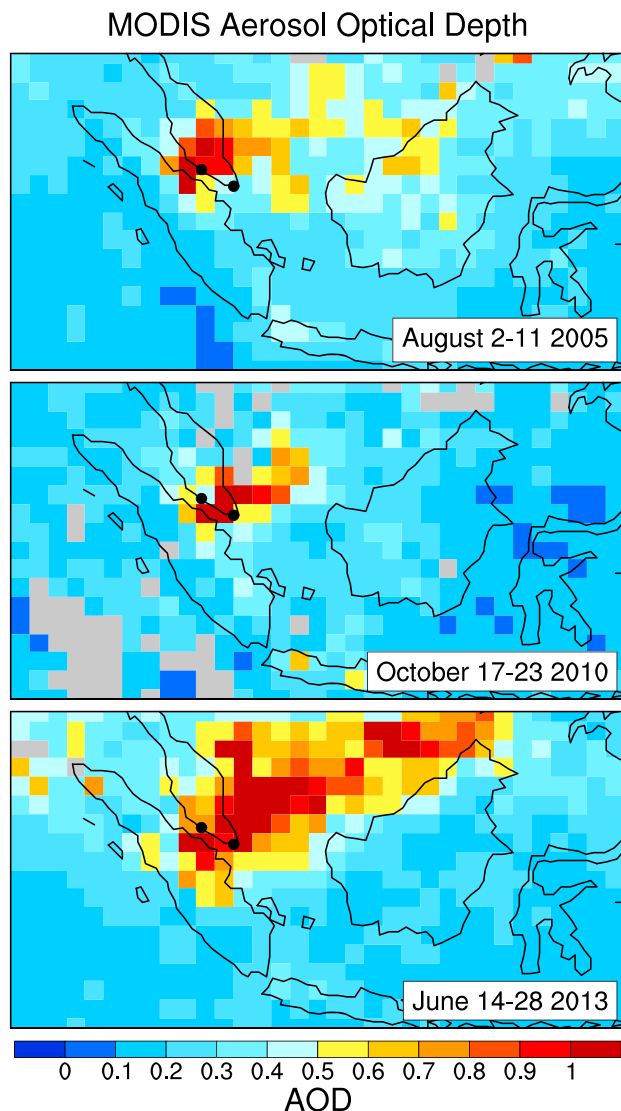 MODIS Aerosol Optical Depth
August 2-11 2005
October 17-23 2010
June 14-28 2013
0 0.1 0.2 0.3 0.4 0.5 0.6 0.7 0.8 0.9 1
AOD